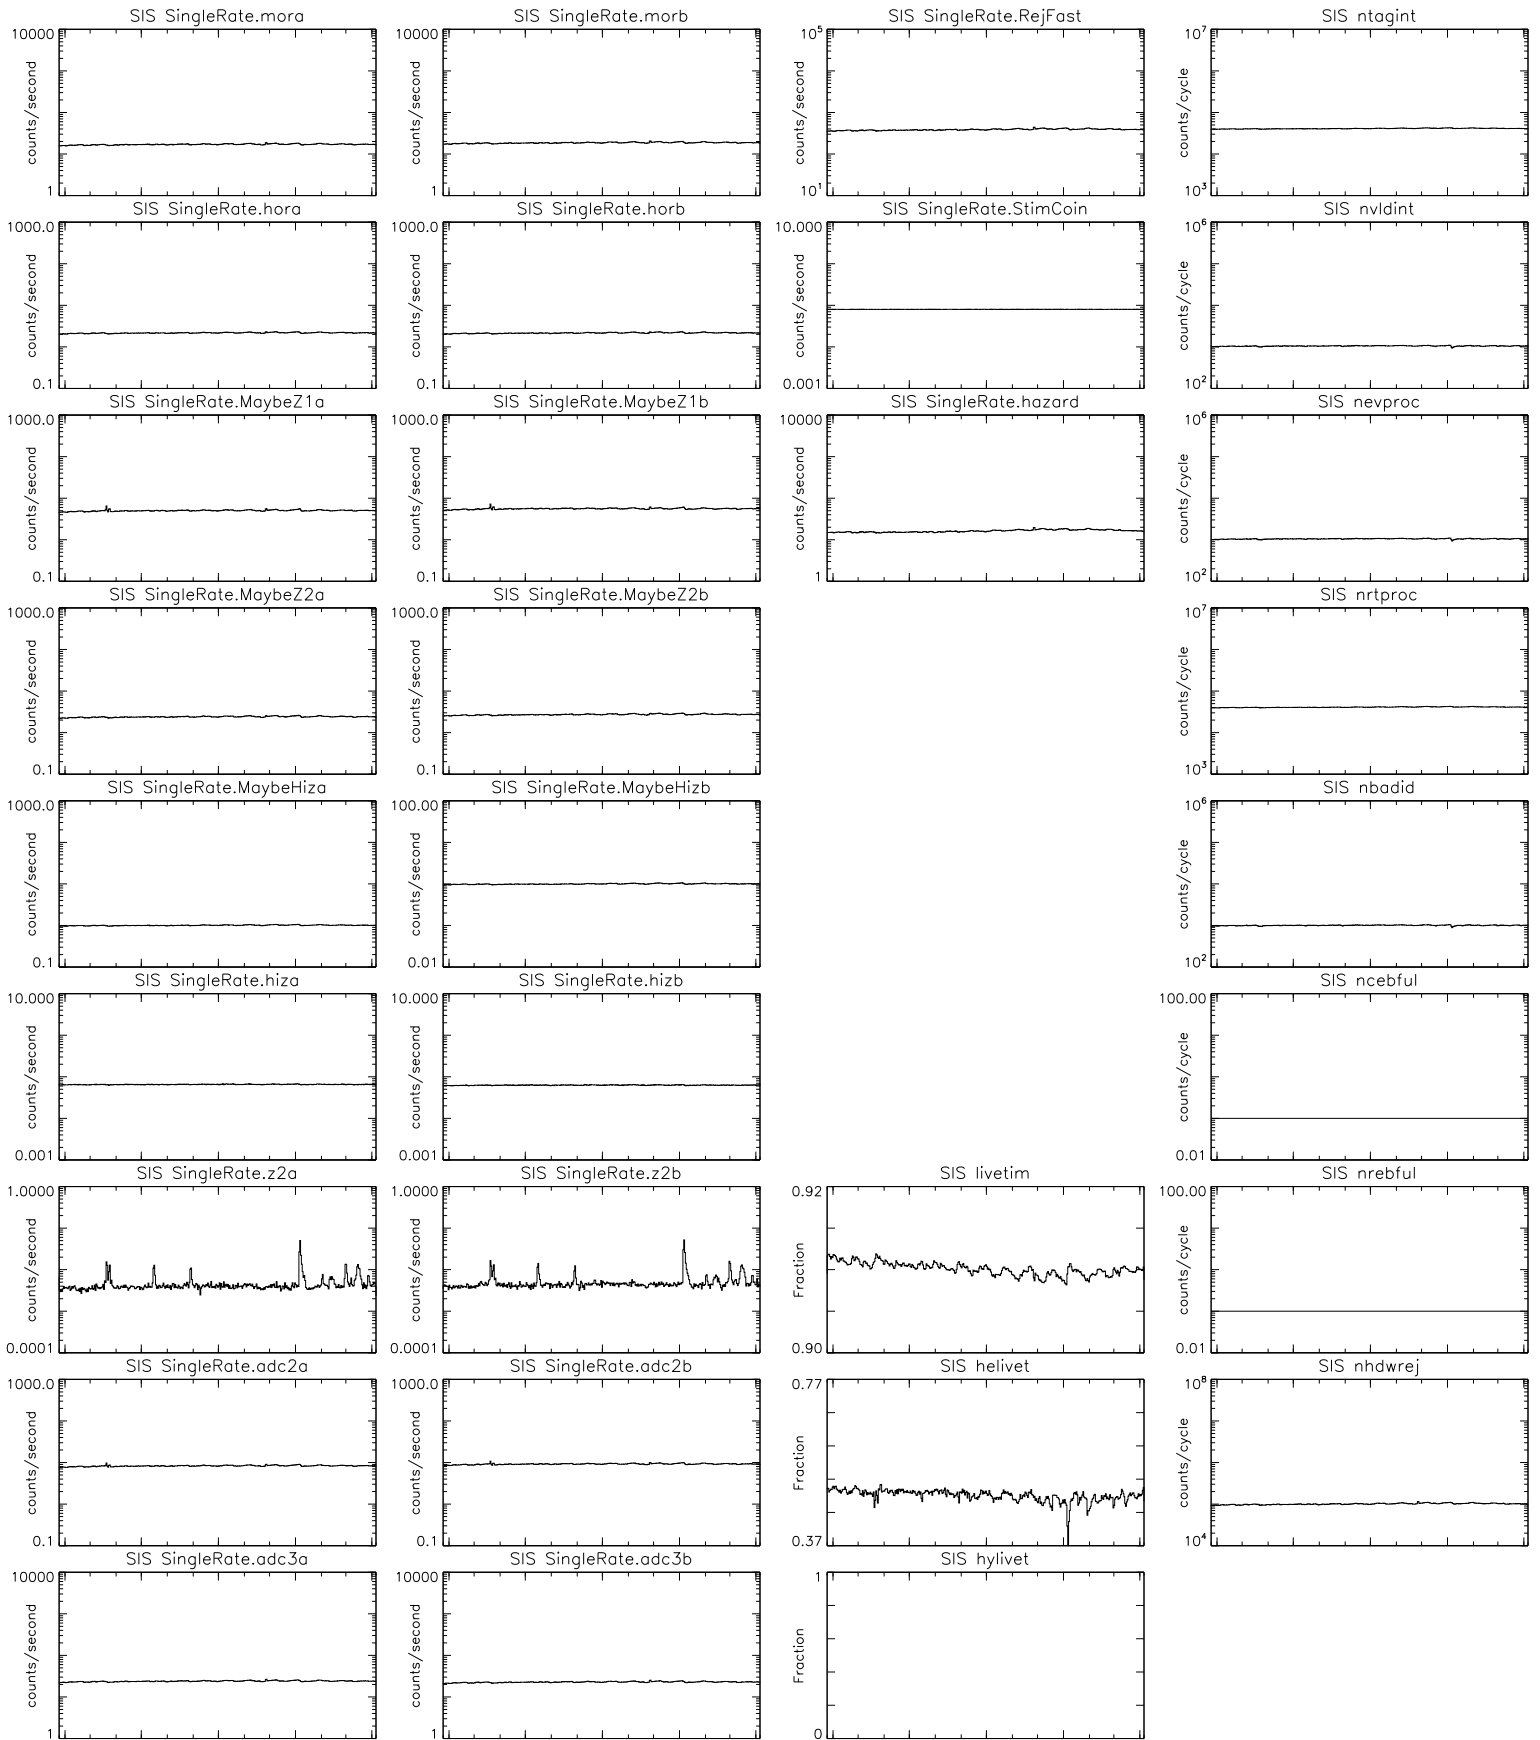 SIS SingleRate.mora
10000
counts/second
1
SIS SingleRate.morb
10000
counts/second
1
SIS SingleRate.RejFast
10^5
counts/second
10^1
SIS ntagint
10^7
counts/cycle
10^3
SIS SingleRate.hora
1000.0
counts/second
0.1
SIS SingleRate.horb
1000.0
counts/second
0.1
SIS SingleRate.StimCoin
10.000
counts/second
0.001
SIS nvldint
10^6
counts/cycle
10^2
SIS SingleRate.MaybeZ1a
1000.0
counts/second
0.1
SIS SingleRate.MaybeZ1b
1000.0
counts/second
0.1
SIS SingleRate.hazard
10000
counts/second
1
SIS nevproc
10^6
counts/cycle
10^2
SIS SingleRate.MaybeZ2a
1000.0
counts/second
0.1
SIS SingleRate.MaybeZ2b
1000.0
counts/second
0.1
SIS nrtproc
10^7
counts/cycle
10^3
SIS SingleRate.MaybeHiza
1000.0
counts/second
0.1
SIS SingleRate.MaybeHizb
100.00
counts/second
0.01
SIS nbadid
10^6
counts/cycle
10^2
SIS SingleRate.hiza
10.000
counts/second
0.001
SIS SingleRate.hizb
10.000
counts/second
0.001
SIS ncebful
100.00
counts/cycle
0.01
SIS SingleRate.z2a
1.0000
counts/second
0.0001
SIS SingleRate.z2b
1.0000
counts/second
0.0001
SIS livetim
0.92
Fraction
0.90
SIS nrebful
100.00
counts/cycle
0.01
SIS SingleRate.adc2a
1000.0
counts/second
0.1
SIS SingleRate.adc2b
1000.0
counts/second
0.1
SIS helivet
0.77
Fraction
0.37
SIS nhdwrej
10^8
counts/cycle
10^4
SIS SingleRate.adc3a
10000
counts/second
1
SIS SingleRate.adc3b
10000
counts/second
1
SIS hylivet
1
Fraction
0